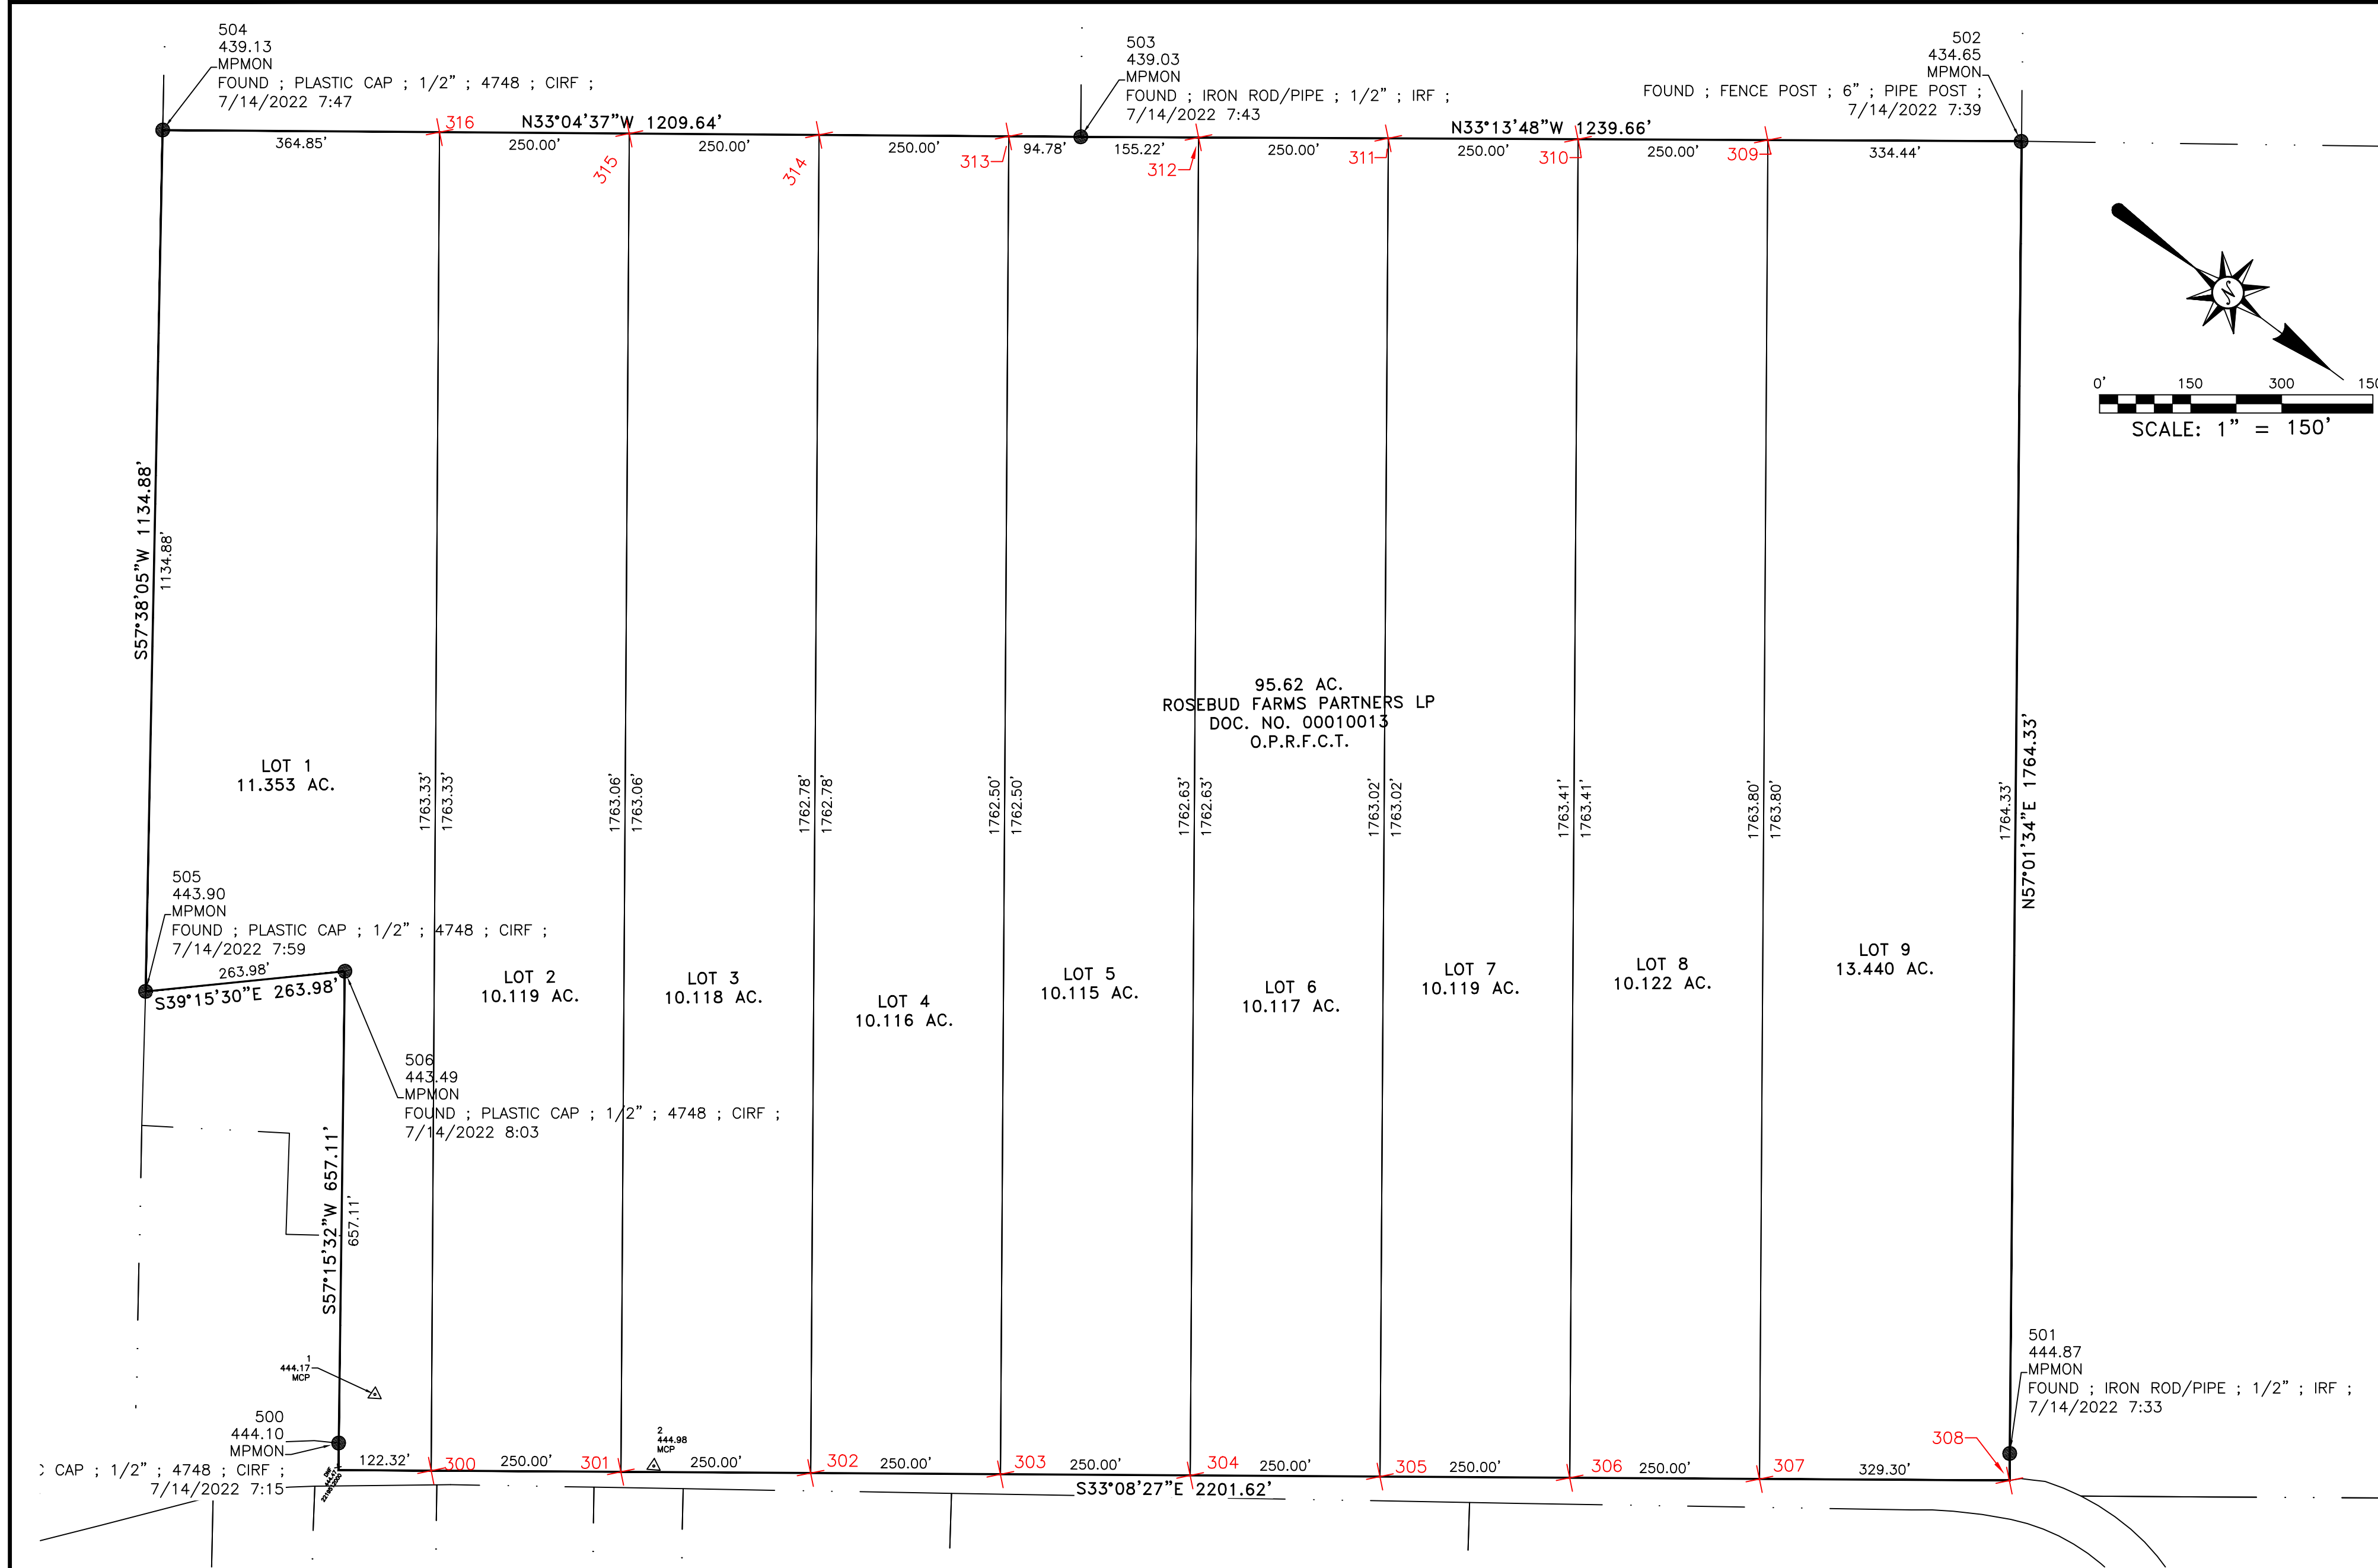 504
439.13
MPMON
FOUND ; PLASTIC CAP ; 1/2" ; 4748 ; CIRF ;
7/14/2022 7:47
503
439.03
MPMON
FOUND ; IRON ROD/PIPE ; 1/2" ; IRF ;
7/14/2022 7:43
502
434.65
MPMON
FOUND ; FENCE POST ; 6" ; PIPE POST ;
7/14/2022 7:39
316
N33°04'37"W 1209.64'
N33°13'48"W 1239.66'
364.85'
250.00'
250.00'
250.00'
94.78'
155.22'
250.00'
250.00'
250.00'
334.44'
315
314
313
312
311
310
309
N
0'
150
300
150
SCALE: 1" = 150'
S57°38'05"W 1134.88'
1134.88'
95.62 AC.
ROSEBUD FARMS PARTNERS LP
DOC. NO. 00010013
O.P.R.F.C.T.
LOT 1
11.353 AC.
1763.33'
1763.33'
1763.06'
1763.06'
1762.78'
1762.78'
1762.50'
1762.50'
1762.63'
1762.63'
1763.02'
1763.02'
1763.41'
1763.41'
1763.80'
1763.80'
1764.33'
N57°01'34"E 1764.33'
505
443.90
MPMON
FOUND ; PLASTIC CAP ; 1/2" ; 4748 ; CIRF ;
7/14/2022 7:59
263.98'
S39°15'30"E 263.98'
LOT 2
10.119 AC.
LOT 3
10.118 AC.
LOT 4
10.116 AC.
LOT 5
10.115 AC.
LOT 6
10.117 AC.
LOT 7
10.119 AC.
LOT 8
10.122 AC.
LOT 9
13.440 AC.
506
443.49
MPMON
FOUND ; PLASTIC CAP ; 1/2" ; 4748 ; CIRF ;
7/14/2022 8:03
S57°15'32"W 657.11'
657.11'
1
444.17
MCP
500
444.10
MPMON
CAP ; 1/2" ; 4748 ; CIRF ;
7/14/2022 7:15
2
444.98
MCP
501
444.87
MPMON
FOUND ; IRON ROD/PIPE ; 1/2" ; IRF ;
7/14/2022 7:33
308
122.32'
300
250.00'
301
250.00'
302
250.00'
303
250.00'
304
250.00'
305
250.00'
306
250.00'
307
329.30'
S33°08'27"E 2201.62'